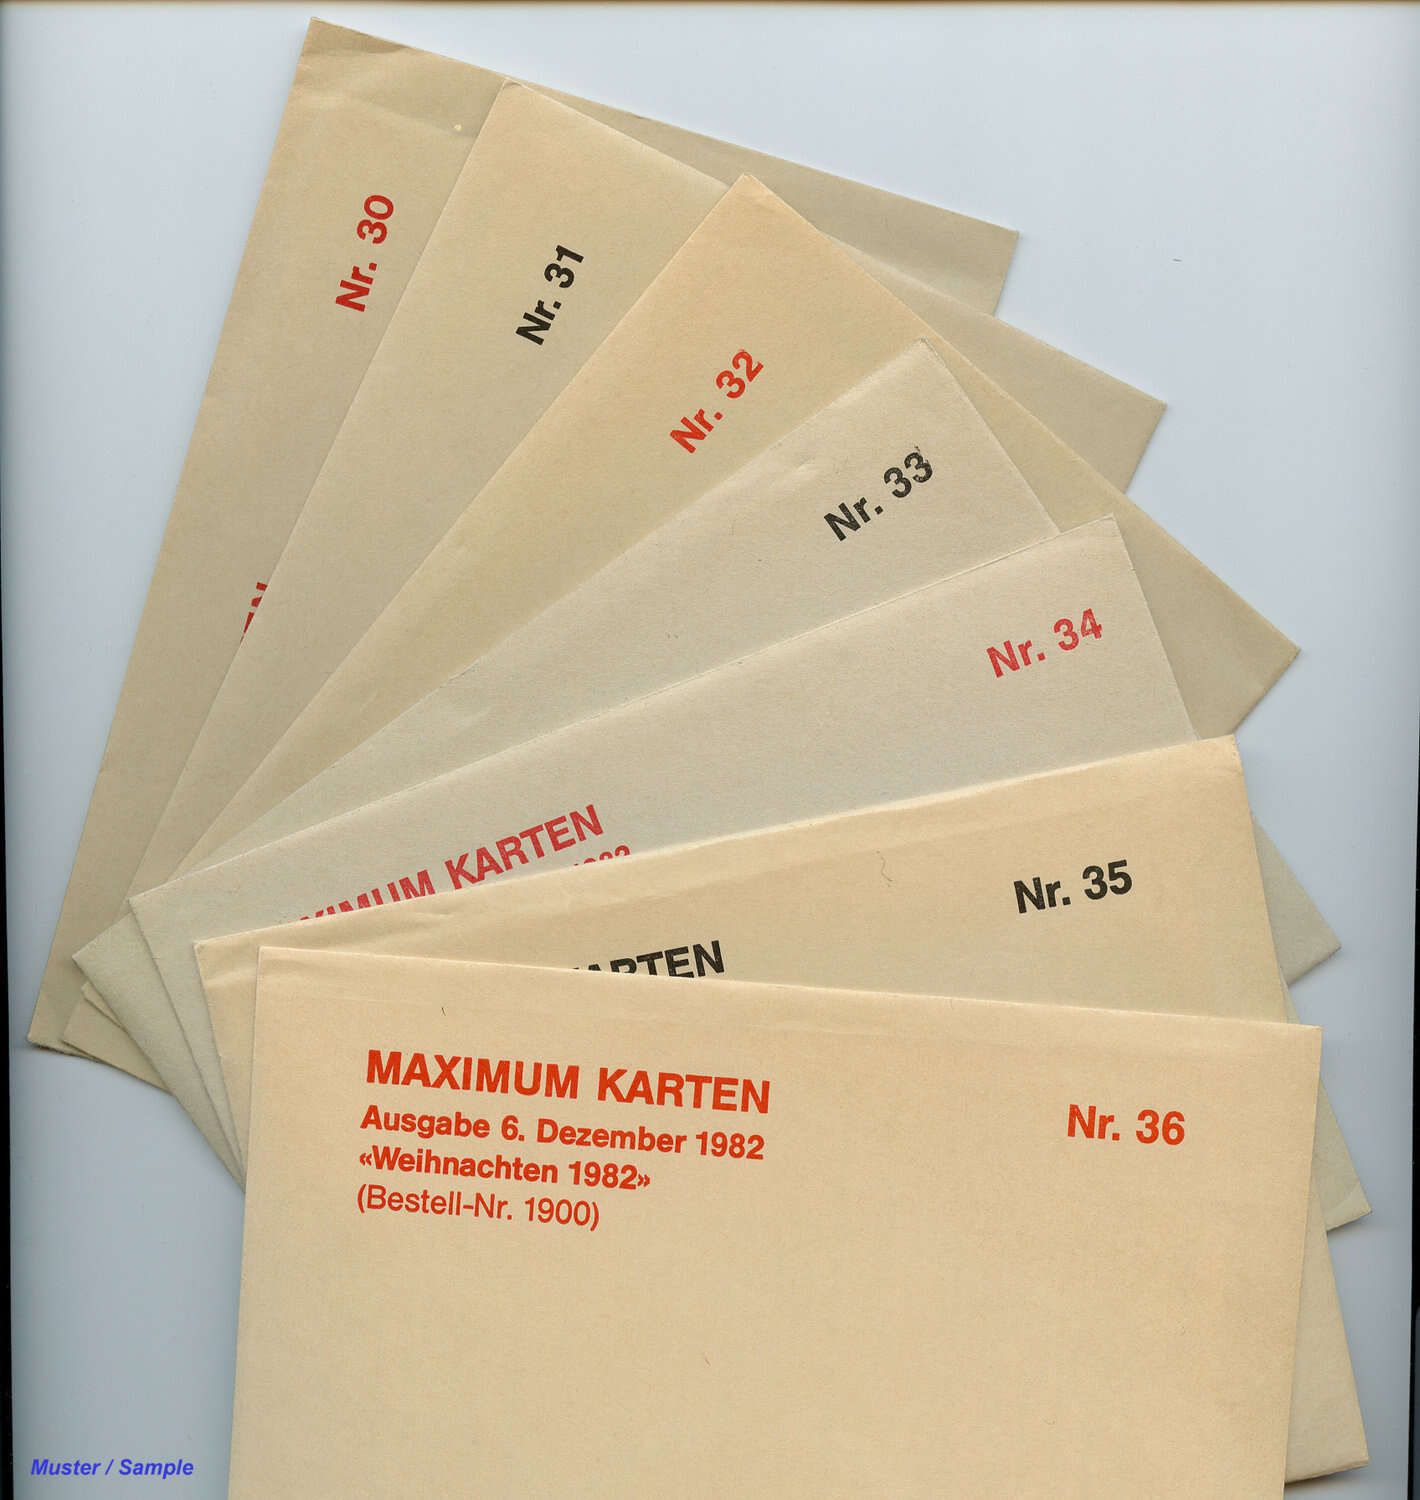 Nr. 30
Nr. 31
Nr. 32
Nr. 33
Nr. 34
MAXIMUM KARTEN
Nr. 35
KARTEN
MAXIMUM KARTEN
Ausgabe 6. Dezember 1982
«Weihnachten 1982»
(Bestell-Nr. 1900)
Nr. 36
Muster / Sample